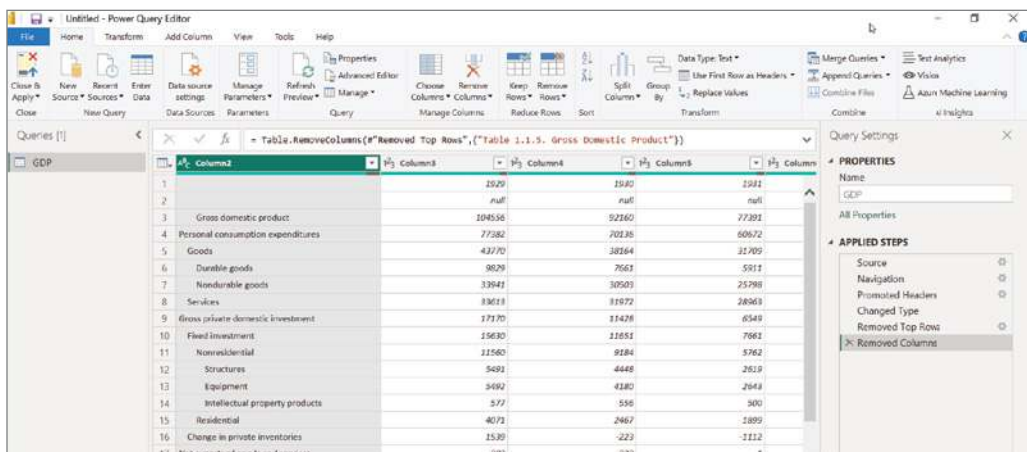 Untitled - Power Query Editor
File Home Transform Add Column View Tools Help
Close & Apply
New Source
Recent Sources
Enter Data
Data source settings
Manage Parameters
Refresh Preview
Properties
Advanced Editor
Manage
Choose Columns
Remove Columns
Keep Rows
Remove Rows
Split Column
Group By
Data Type: Text
Use First Row as Headers
Replace Values
Merge Queries
Append Queries
Combine Files
Text Analytics
Vision
Azure Machine Learning
Close New Query Data Sources Parameters Query Manage Columns Reduce Rows Sort Transform Combine AI Insights
Queries [1]
GDP
= Table.RemoveColumns(#"Removed Top Rows",{"Table 1.1.5. Gross Domestic Product"})
Column2 Column3 Column4 Column5 Column
1 1929 1930 1931
2 null null null
3 Gross domestic product 104556 92160 77391
4 Personal consumption expenditures 77382 70136 60672
5 Goods 43770 38164 31709
6 Durable goods 9829 7661 5911
7 Nondurable goods 33941 30503 25798
8 Services 33613 31972 28963
9 Gross private domestic investment 17170 11428 6549
10 Fixed investment 15630 11651 7661
11 Nonresidential 11560 9184 5762
12 Structures 5491 4448 2619
13 Equipment 5492 4180 2643
14 Intellectual property products 577 556 500
15 Residential 4071 2467 1899
16 Change in private inventories 1539 -223 -1112
Query Settings
PROPERTIES
Name
GDP
All Properties
APPLIED STEPS
Source
Navigation
Promoted Headers
Changed Type
Removed Top Rows
Removed Columns